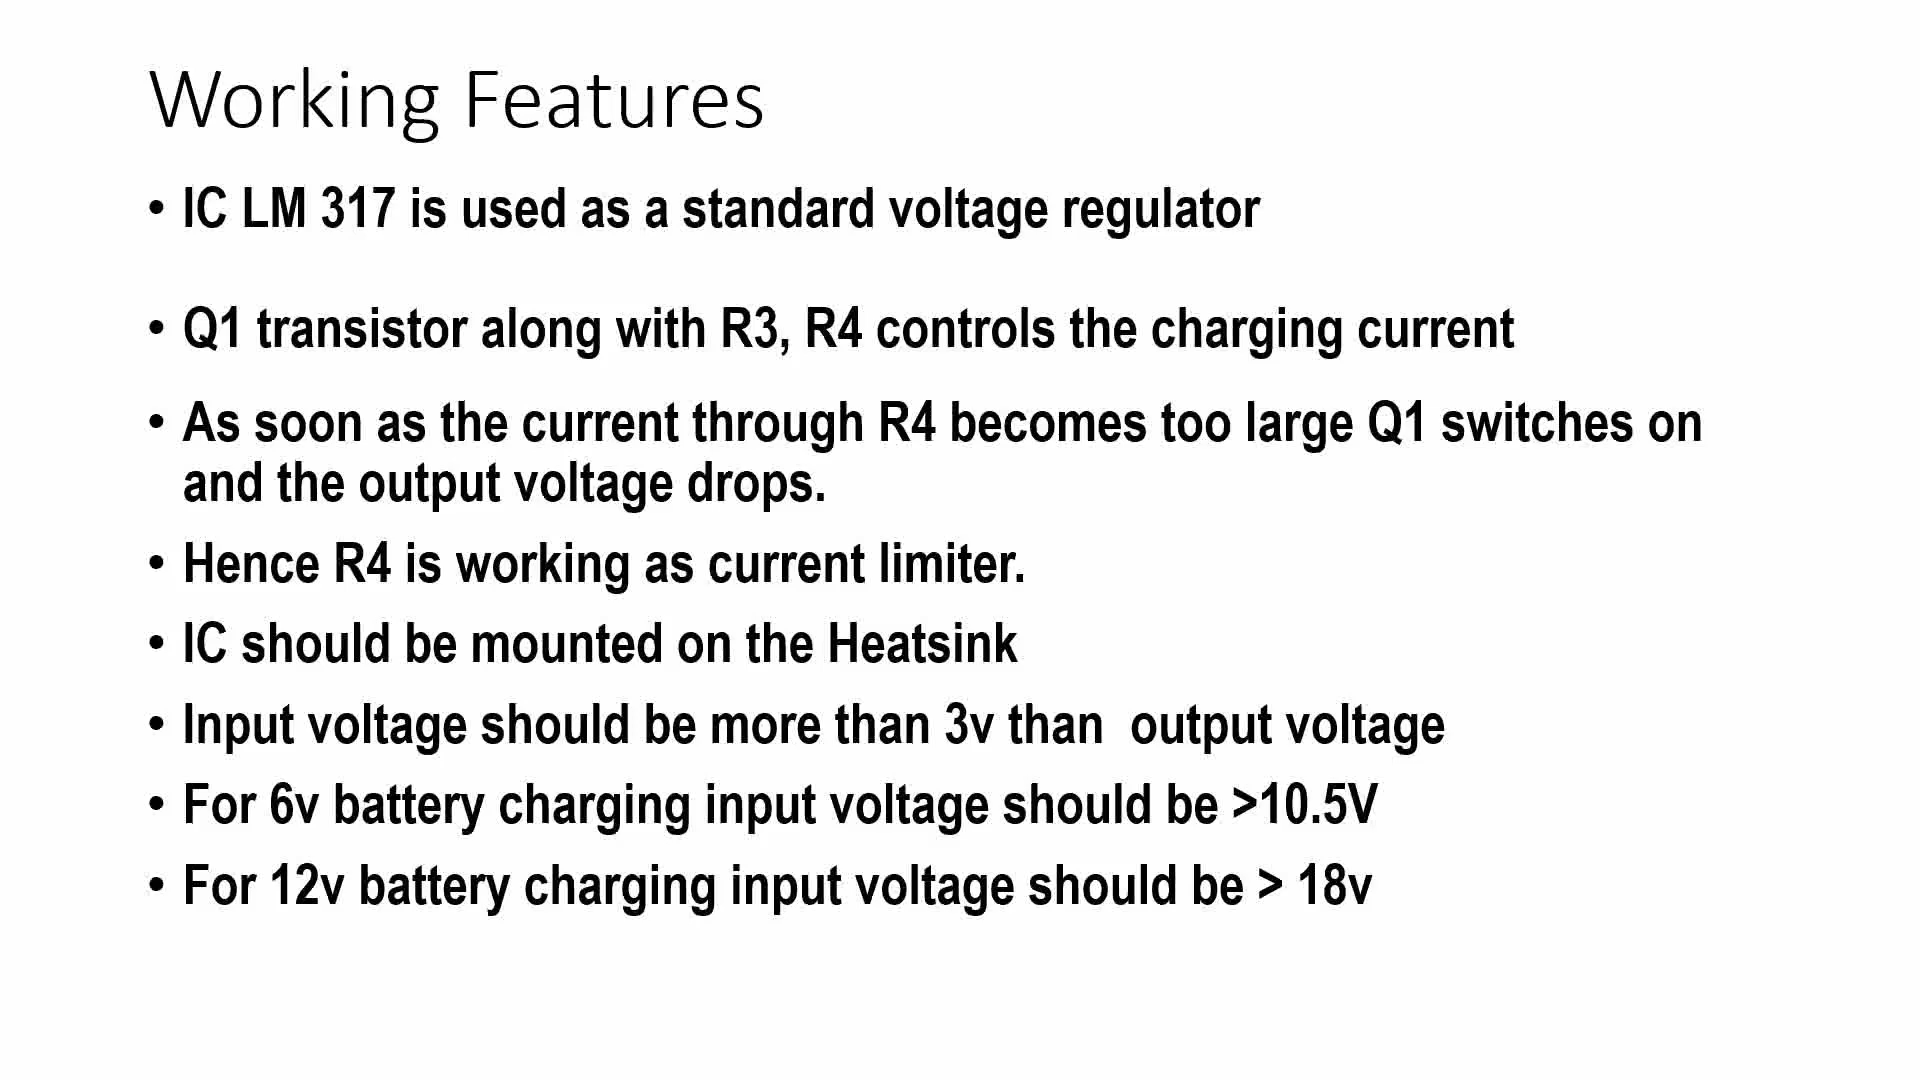 Working Features
• IC LM 317 is used as a standard voltage regulator
• Q1 transistor along with R3, R4 controls the charging current
• As soon as the current through R4 becomes too large Q1 switches on
and the output voltage drops.
• Hence R4 is working as current limiter.
• IC should be mounted on the Heatsink
• Input voltage should be more than 3v than  output voltage
• For 6v battery charging input voltage should be >10.5V
• For 12v battery charging input voltage should be > 18v